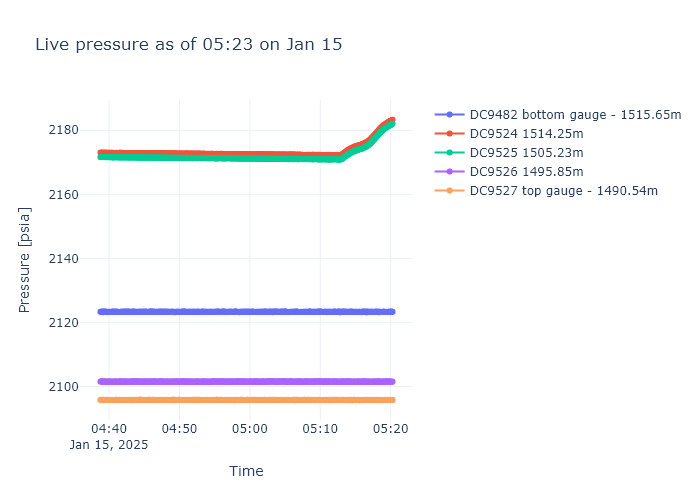 Live pressure as of 05:23 on Jan 15
DC9482 bottom gauge - 1515.65m
DC9524 1514.25m
DC9525 1505.23m
DC9526 1495.85m
DC9527 top gauge - 1490.54m
Pressure [psia]
2180
2160
2140
2120
2100
04:40 04:50 05:00 05:10 05:20
Jan 15, 2025
Time